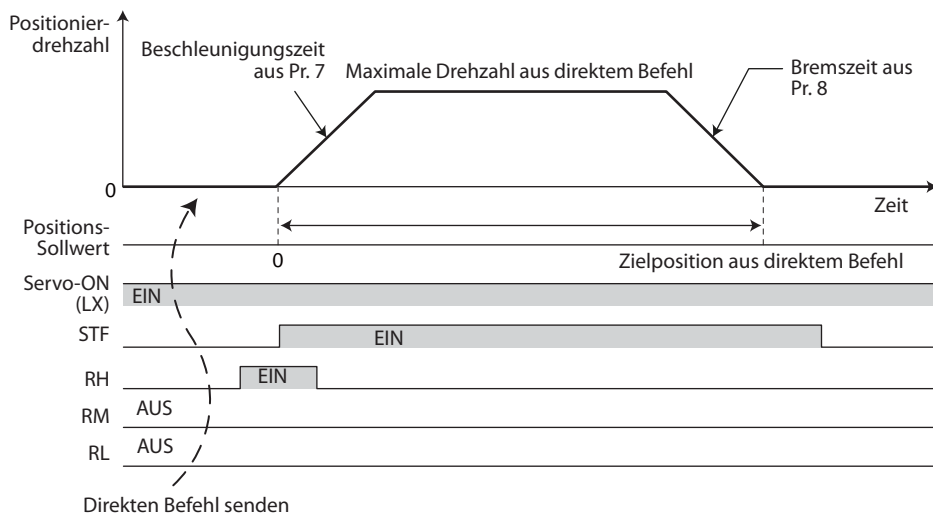 Positionier-
drehzahl
Beschleunigungszeit
aus Pr. 7
Maximale Drehzahl aus direktem Befehl
Bremszeit aus
Pr. 8
0
Zeit
Positions-
Sollwert
0
Zielposition aus direktem Befehl
Servo-ON
(LX)
EIN
STF
EIN
RH
EIN
RM
AUS
RL
AUS
Direkten Befehl senden